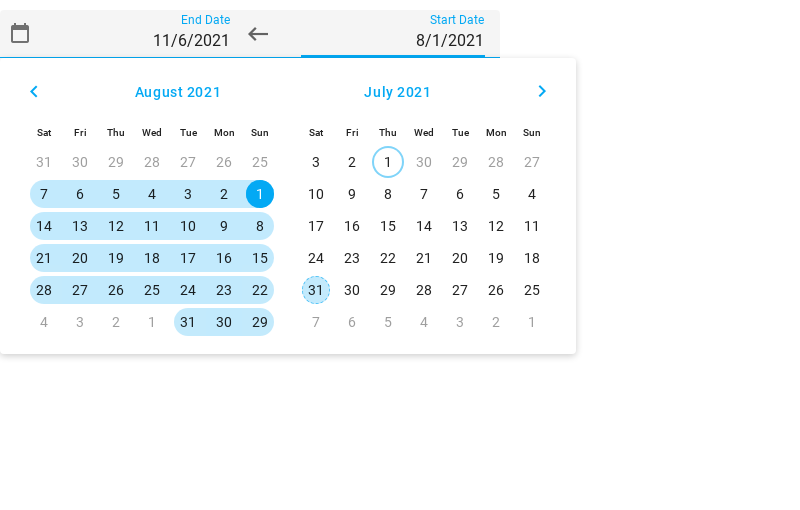 End Date Start Date
11/6/2021 8/1/2021
August 2021 July 2021
Sat Fri Thu Wed Tue Mon Sun Sat Fri Thu Wed Tue Mon Sun
31 30 29 28 27 26 25 3 2 1 30 29 28 27
7 6 5 4 3 2 1 10 9 8 7 6 5 4
14 13 12 11 10 9 8 17 16 15 14 13 12 11
21 20 19 18 17 16 15 24 23 22 21 20 19 18
28 27 26 25 24 23 22 31 30 29 28 27 26 25
4 3 2 1 31 30 29 7 6 5 4 3 2 1